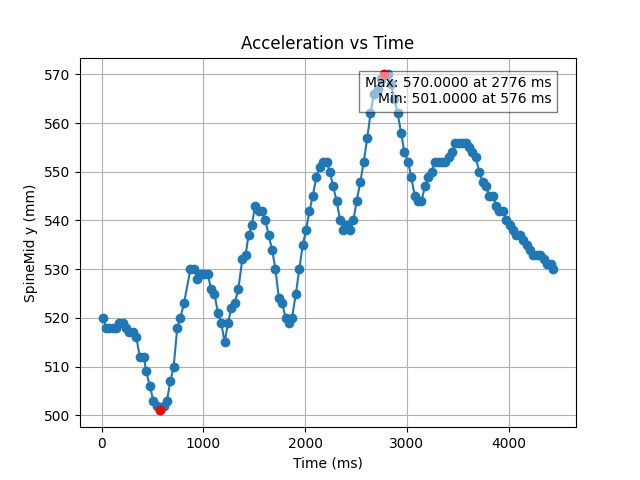 Acceleration vs Time
Max: 570.0000 at 2776 ms
Min: 501.0000 at 576 ms
SpineMid y (mm)
570
560
550
540
530
520
510
500
0 1000 2000 3000 4000
Time (ms)